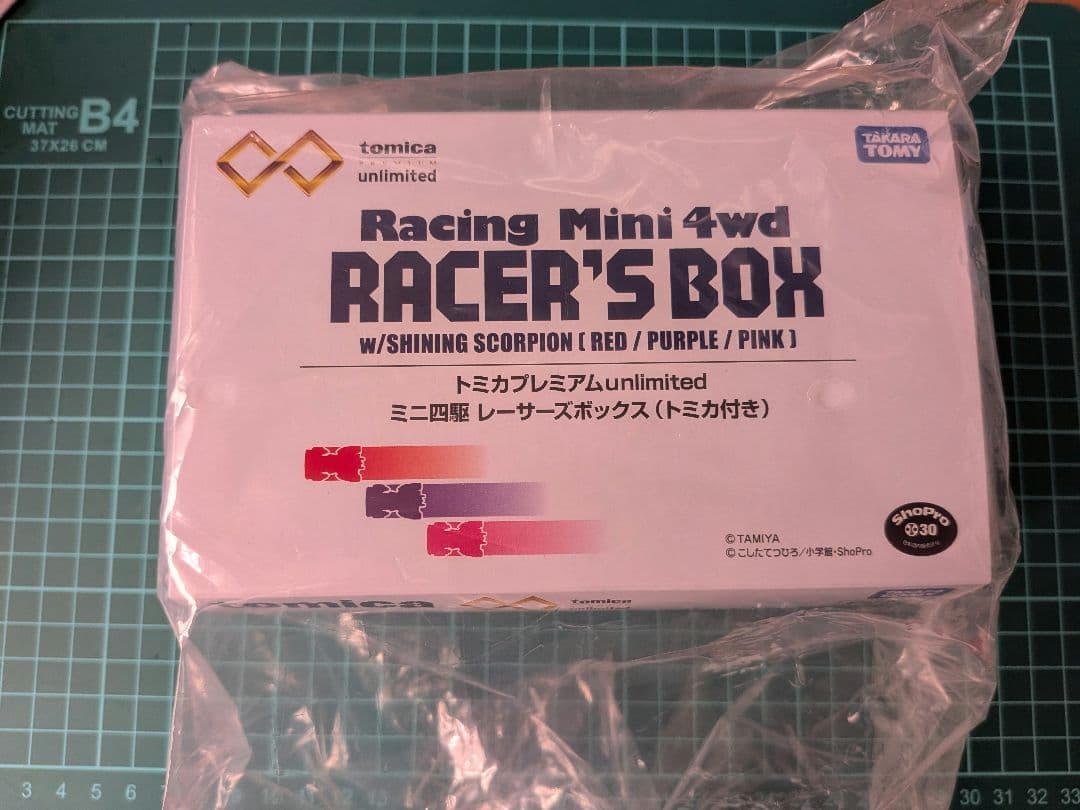 CUTTING MAT B4
37X26 CM
tomica
PREMIUM
unlimited
TAKARA
TOMY
Racing Mini 4wd
RACER'S BOX
w/SHINING SCORPION ( RED / PURPLE / PINK )
トミカプレミアムunlimited
ミニ四駆 レーサーズボックス（トミカ付き）
©TAMIYA
©こしたてつひろ/小学館・ShoPro
ShoPro
30
tomica
tomica
unlimited
3 4 5 6 30 31 32 33